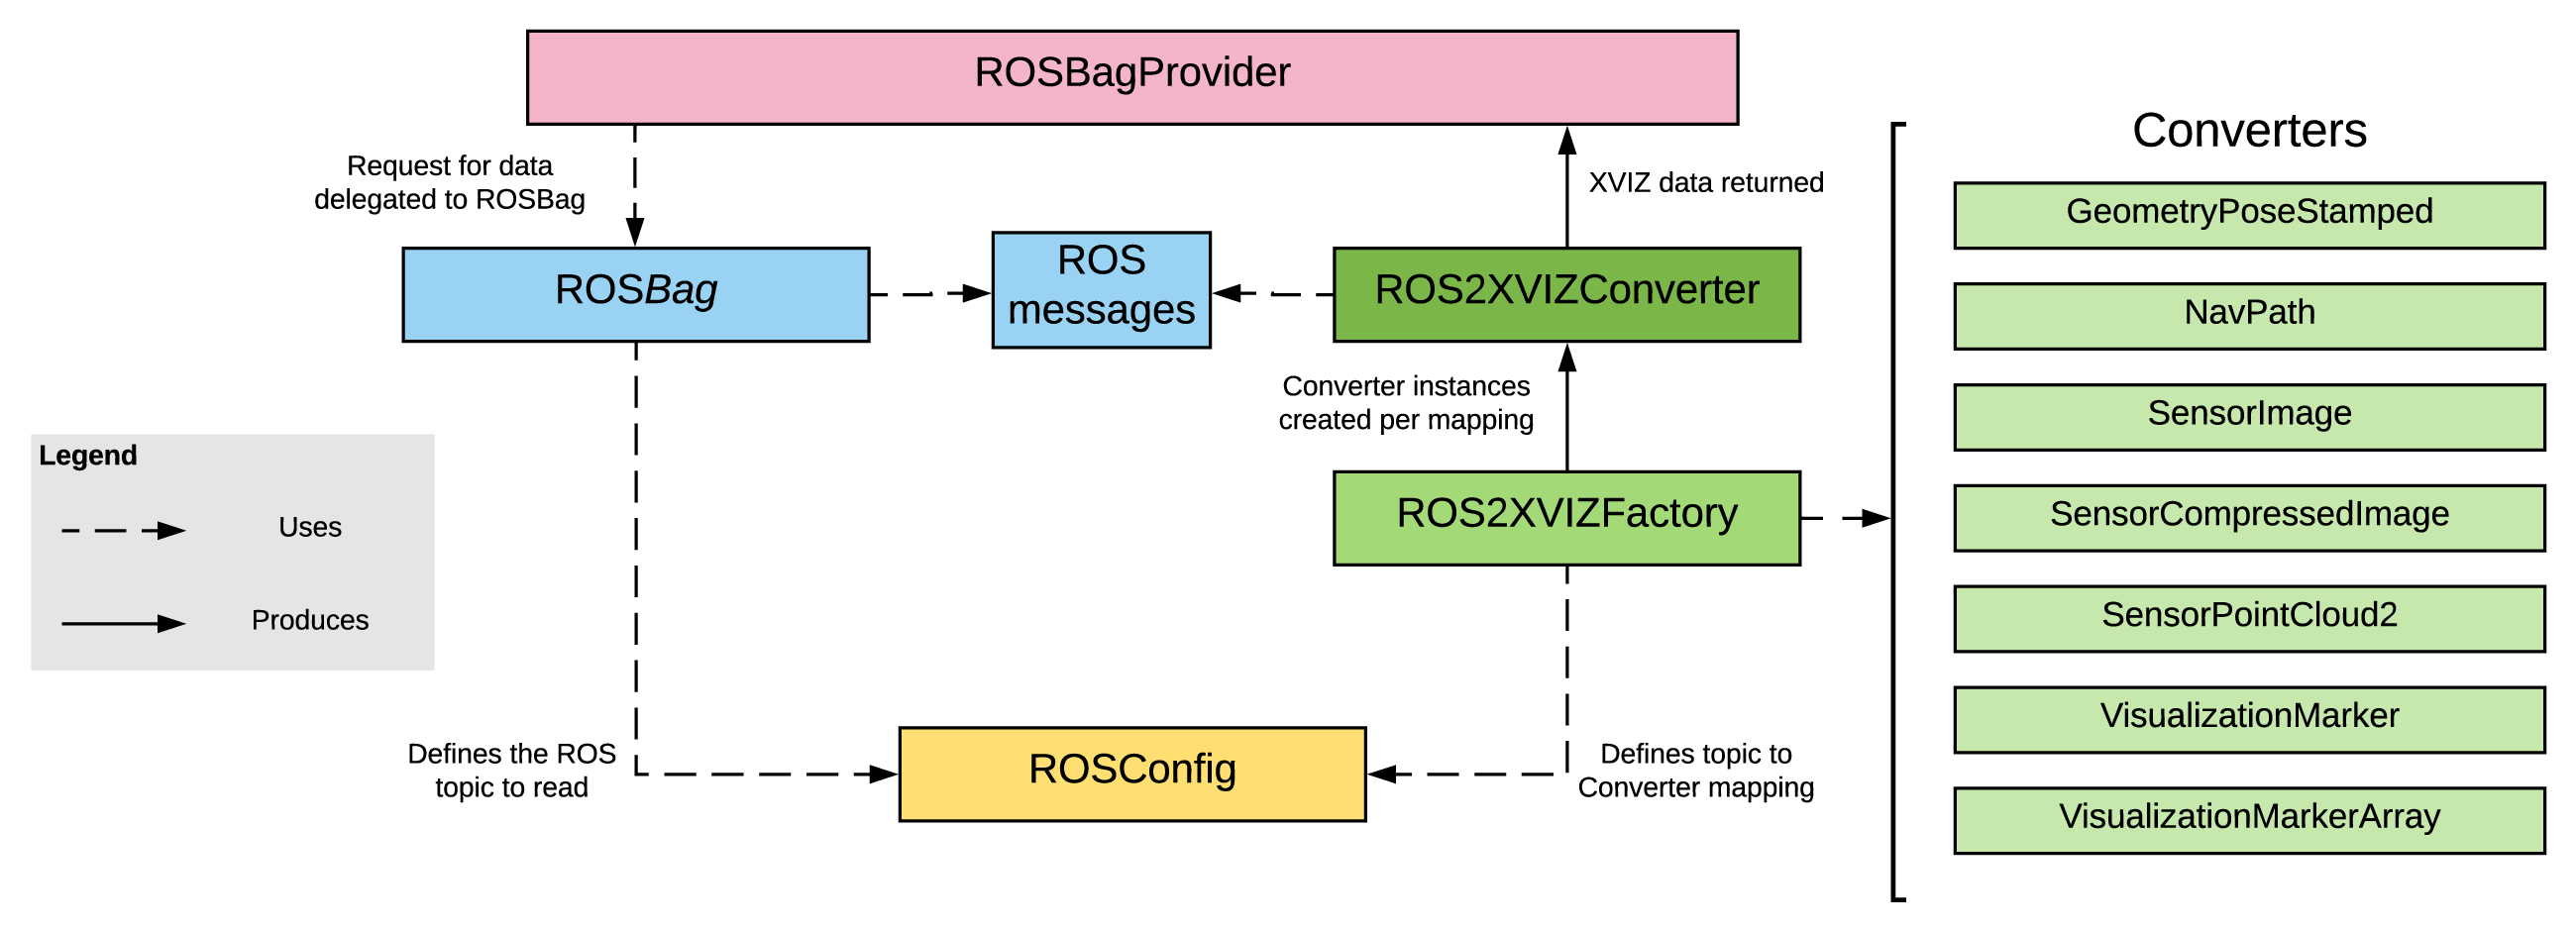 ROSBagProvider
Request for data
delegated to ROSBag
XVIZ data returned
ROSBag
ROS
messages
ROS2XVIZConverter
Converter instances
created per mapping
ROS2XVIZFactory
Legend
Uses
Produces
Defines the ROS
topic to read
ROSConfig
Defines topic to
Converter mapping
Converters
GeometryPoseStamped
NavPath
SensorImage
SensorCompressedImage
SensorPointCloud2
VisualizationMarker
VisualizationMarkerArray